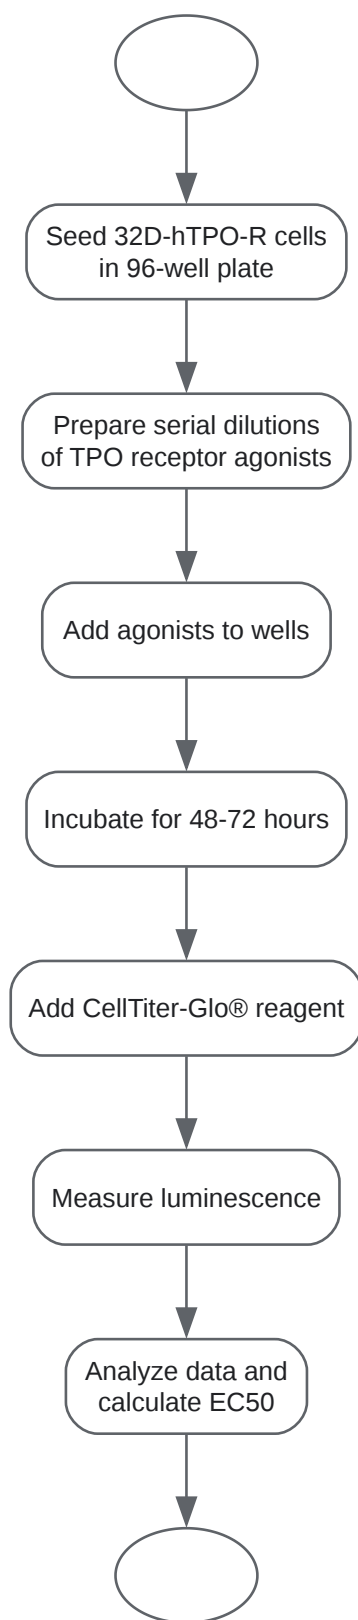 Seed 32D-hTPO-R cells
in 96-well plate
Prepare serial dilutions
of TPO receptor agonists
Add agonists to wells
Incubate for 48-72 hours
Add CellTiter-Glo® reagent
Measure luminescence
Analyze data and
calculate EC50